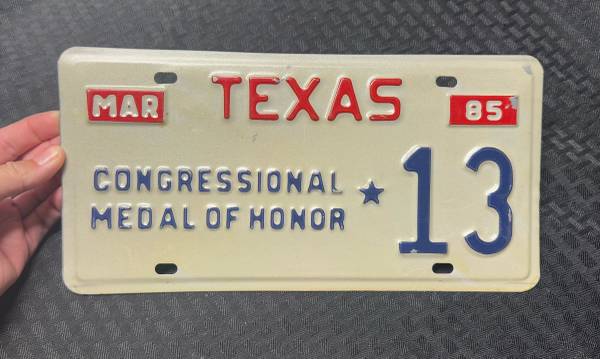 TEXAS
MAR 85
CONGRESSIONAL
MEDAL OF HONOR ★ 13